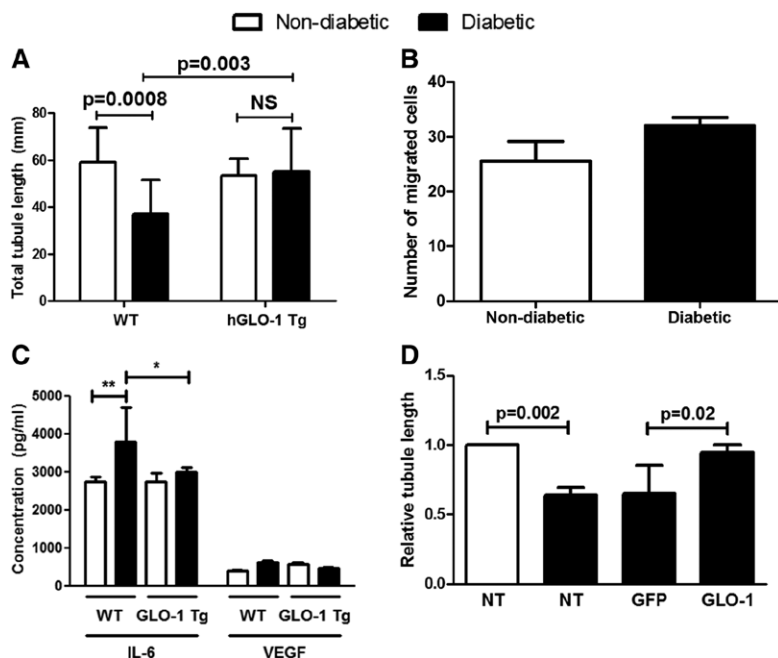 Non-diabetic Diabetic
A
p=0.003
p=0.0008
NS
Total tubule length (mm)
80
60
40
20
0
WT hGLO-1 Tg
B
Number of migrated cells
40
30
20
10
0
Non-diabetic Diabetic
C
** *
Concentration (pg/ml)
5000
4000
3000
2000
1000
0
WT GLO-1 Tg WT GLO-1 Tg
IL-6 VEGF
D
p=0.002 p=0.02
Relative tubule length
1.5
1.0
0.5
0.0
NT NT GFP GLO-1